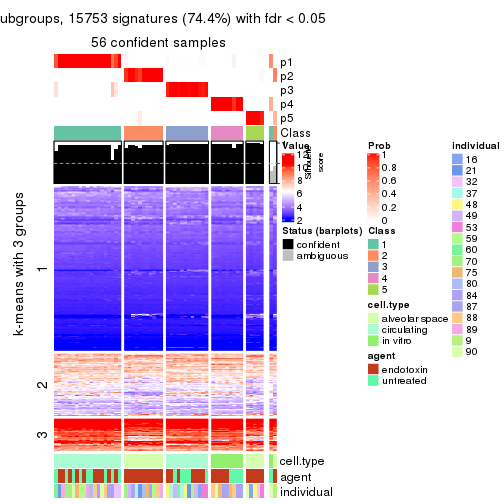 ubgroups, 15753 signatures (74.4%) with fdr < 0.05
56 confident samples
p1
p2
p3
p4
p5
Class
k-means with 3 groups
1
2
3
cell.type
agent
individual
Value
12
10
8
6
4
2
Silhouette
score
Status (barplots)
confident
ambiguous
Prob
1
0.8
0.6
0.4
0.2
0
Class
1
2
3
4
5
cell.type
alveolar space
circulating
in vitro
agent
endotoxin
untreated
individual
16
21
32
37
48
49
53
59
60
70
75
80
84
87
88
89
9
90